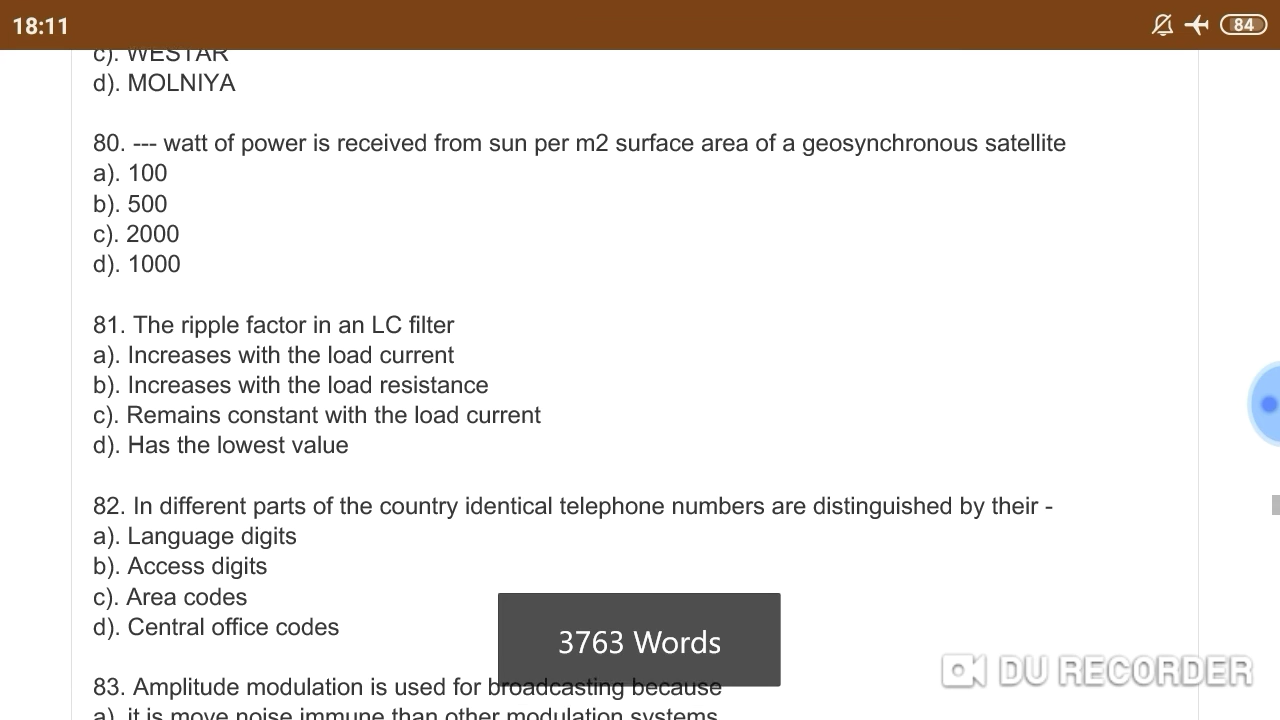 18:11
84
c). WESTAR
d). MOLNIYA
80. --- watt of power is received from sun per m2 surface area of a geosynchronous satellite
a). 100
b). 500
c). 2000
d). 1000
81. The ripple factor in an LC filter
a). Increases with the load current
b). Increases with the load resistance
c). Remains constant with the load current
d). Has the lowest value
82. In different parts of the country identical telephone numbers are distinguished by their -
a). Language digits
b). Access digits
c). Area codes
d). Central office codes
3763 Words
DU RECORDER
83. Amplitude modulation is used for broadcasting because
a). it is move noise immune than other modulation systems